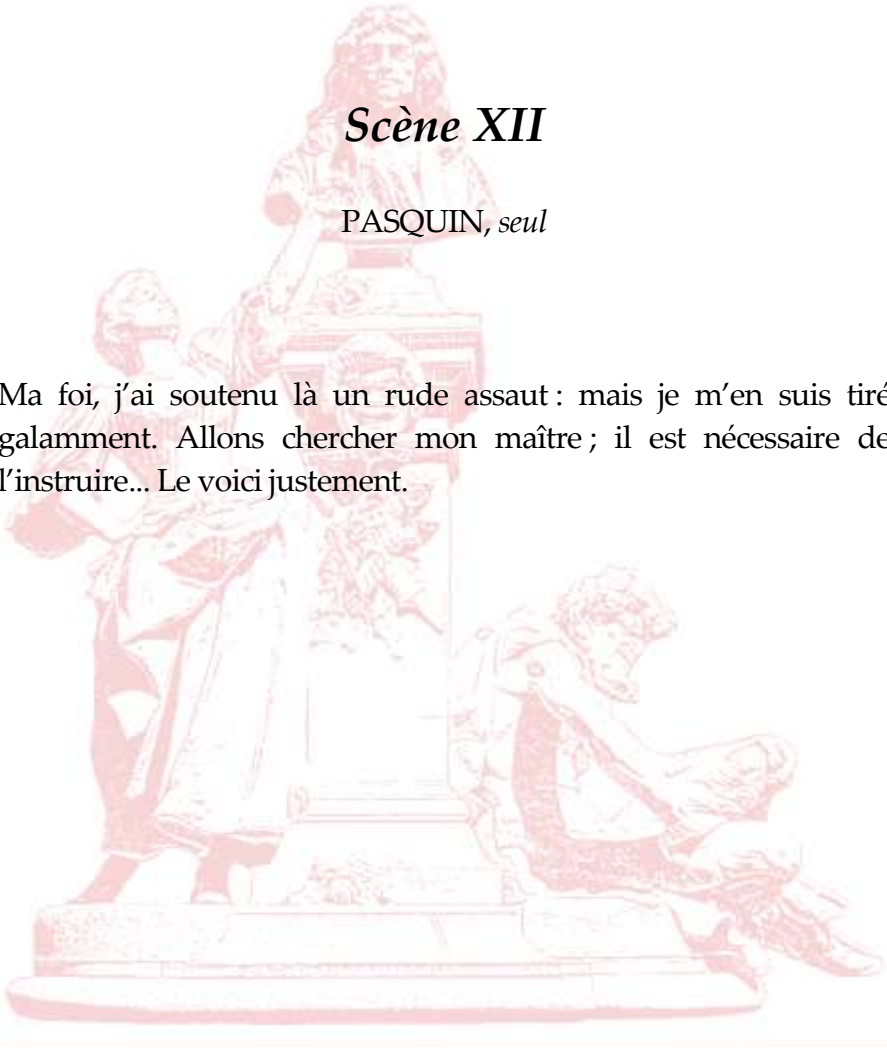 Scène XII
PASQUIN, seul
Ma foi, j’ai soutenu là un rude assaut : mais je m’en suis tiré
galamment. Allons chercher mon maître ; il est nécessaire de
l’instruire... Le voici justement.